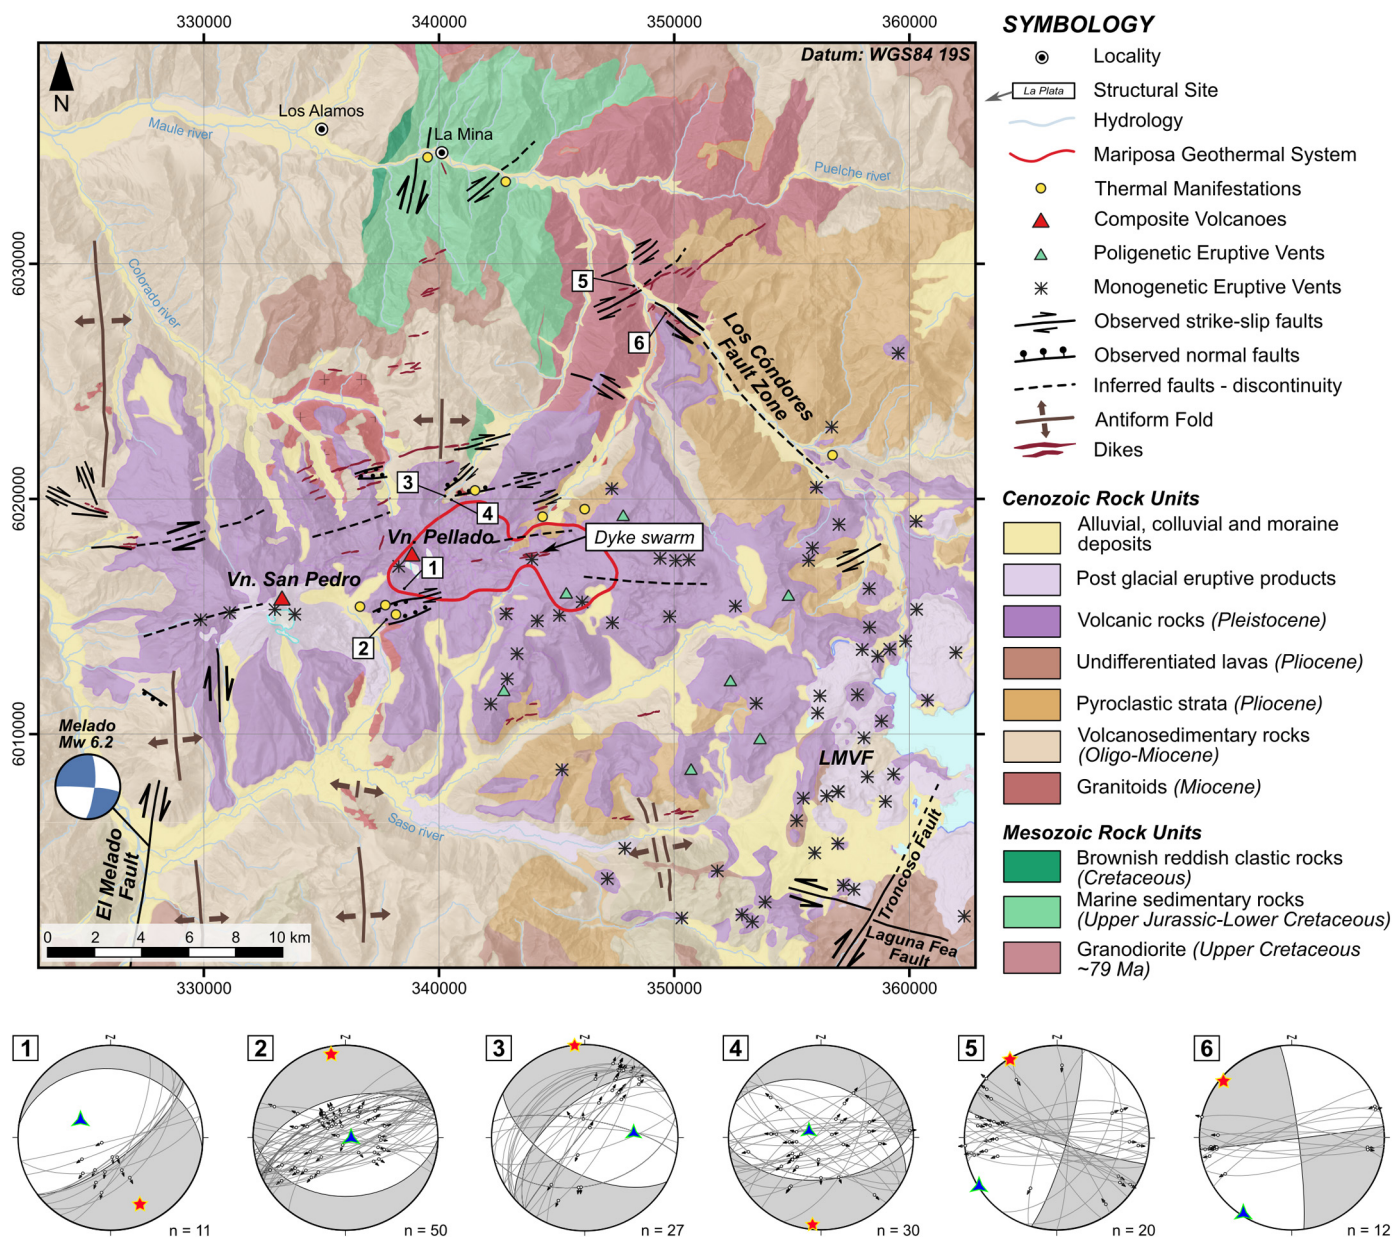 330000 340000 350000 360000
Datum: WGS84 19S
N
Los Alamos
La Mina
Maule river
Puelche river
6030000
Colorado river
5
6
Los Cóndores
Fault Zone
3
4
6020000
Vn. Pellado
Dyke swarm
1
Vn. San Pedro
2
Melado
Mw 6.2
6010000
LMVF
Saso river
El Melado
Fault
Troncoso Fault
Laguna Fea
Fault
0 2 4 6 8 10 km
330000 340000 350000 360000
SYMBOLOGY
Locality
La Plata
Structural Site
Hydrology
Mariposa Geothermal System
Thermal Manifestations
Composite Volcanoes
Poligenetic Eruptive Vents
Monogenetic Eruptive Vents
Observed strike-slip faults
Observed normal faults
Inferred faults - discontinuity
Antiform Fold
Dikes
Cenozoic Rock Units
Alluvial, colluvial and moraine
deposits
Post glacial eruptive products
Volcanic rocks (Pleistocene)
Undifferentiated lavas (Pliocene)
Pyroclastic strata (Pliocene)
Volcanosedimentary rocks
(Oligo-Miocene)
Granitoids (Miocene)
Mesozoic Rock Units
Brownish reddish clastic rocks
(Cretaceous)
Marine sedimentary rocks
(Upper Jurassic-Lower Cretaceous)
Granodiorite (Upper Cretaceous
~79 Ma)
1
N
n = 11
2
N
n = 50
3
N
n = 27
4
N
n = 30
5
N
n = 20
6
N
n = 12